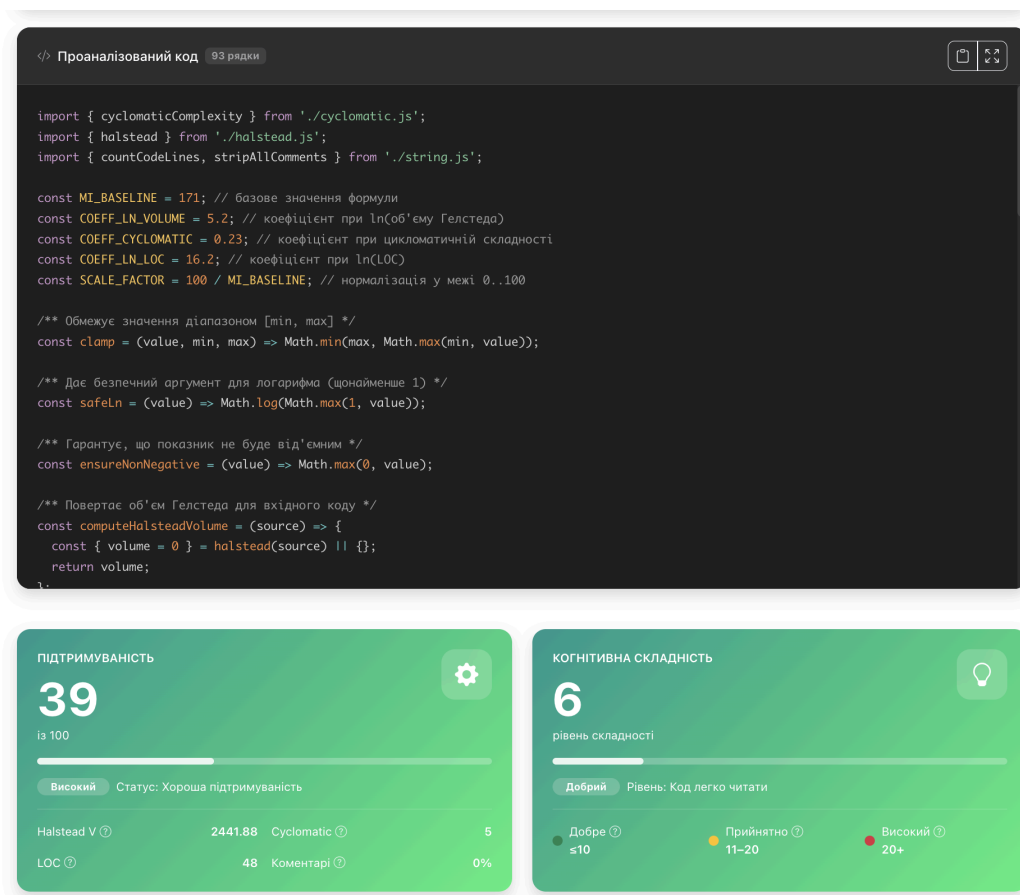 </> Проаналізований код 93 рядки
import { cyclomaticComplexity } from './cyclomatic.js';
import { halstead } from './halstead.js';
import { countCodeLines, stripAllComments } from './string.js';
const MI_BASELINE = 171; // базове значення формули
const COEFF_LN_VOLUME = 5.2; // коефіцієнт при ln(об'єму Гелстеда)
const COEFF_CYCLOMATIC = 0.23; // коефіцієнт при цикломатичній складності
const COEFF_LN_LOC = 16.2; // коефіцієнт при ln(LOC)
const SCALE_FACTOR = 100 / MI_BASELINE; // нормалізація у межі 0..100
/** Обмежує значення діапазоном [min, max] */
const clamp = (value, min, max) => Math.min(max, Math.max(min, value));
/** Дає безпечний аргумент для логарифма (щонайменше 1) */
const safeLn = (value) => Math.log(Math.max(1, value));
/** Гарантує, що показник не буде від'ємним */
const ensureNonNegative = (value) => Math.max(0, value);
/** Повертає об'єм Гелстеда для вхідного коду */
const computeHalsteadVolume = (source) => {
  const { volume = 0 } = halstead(source) || {};
  return volume;
};
ПІДТРИМУВАНІСТЬ
39
із 100
Високий Статус: Хороша підтримуваність
Halstead V ? 2441.88 Cyclomatic ? 5
LOC ? 48 Коментарі ? 0%
КОГНІТИВНА СКЛАДНІСТЬ
6
рівень складності
Добрий Рівень: Код легко читати
Добре ? Прийнятно ? Високий ?
≤10 11–20 20+